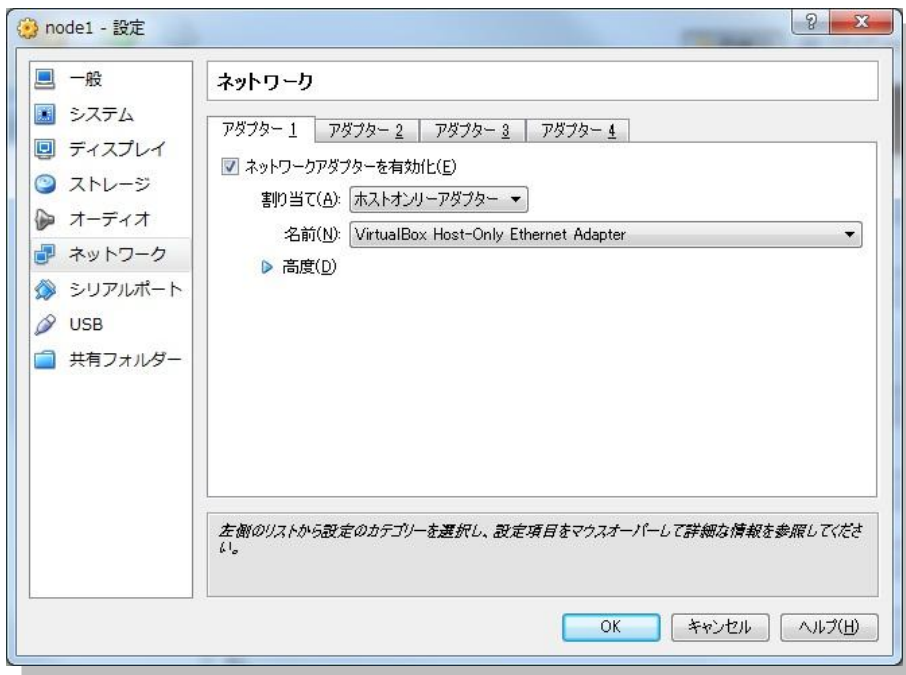 node1 - 設定
一般
システム
ディスプレイ
ストレージ
オーディオ
ネットワーク
シリアルポート
USB
共有フォルダー
ネットワーク
アダプター 1 アダプター 2 アダプター 3 アダプター 4
ネットワークアダプターを有効化(E)
割り当て(A): ホストオンリーアダプター
名前(N): VirtualBox Host-Only Ethernet Adapter
高度(D)
左側のリストから設定のカテゴリーを選択し、設定項目をマウスオーバーして詳細な情報を参照してくださ
い。
OK キャンセル ヘルプ(H)